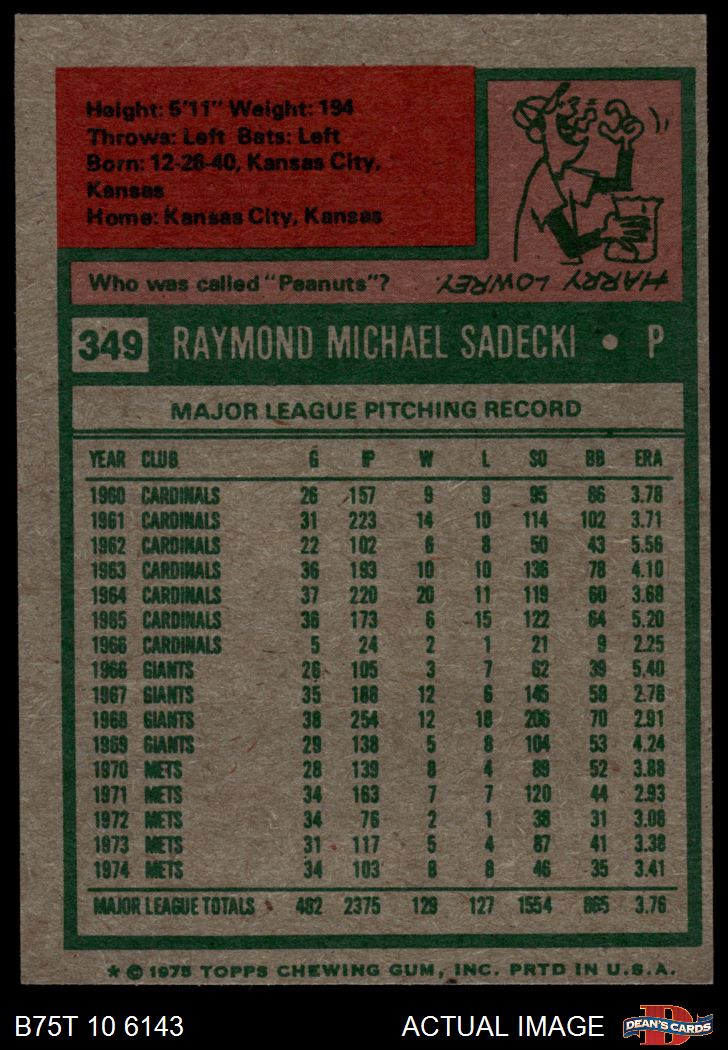 Height: 5'11" Weight: 194
Throws: Left Bats: Left
Born: 12-26-40, Kansas City,
Kansas
Home: Kansas City, Kansas
Who was called "Peanuts"?
HARRY LOWREY.
349 RAYMOND MICHAEL SADECKI • P
MAJOR LEAGUE PITCHING RECORD
YEAR CLUB G IP W L SO BB ERA
1960 CARDINALS 26 157 9 9 95 86 3.78
1961 CARDINALS 31 223 14 10 114 102 3.71
1962 CARDINALS 22 102 6 8 50 43 5.56
1963 CARDINALS 36 193 10 10 136 78 4.10
1964 CARDINALS 37 220 20 11 119 60 3.68
1965 CARDINALS 36 173 6 15 122 64 5.20
1966 CARDINALS 5 24 2 1 21 9 2.25
1966 GIANTS 26 105 3 7 62 39 5.40
1967 GIANTS 35 188 12 6 145 58 2.78
1968 GIANTS 38 254 12 18 206 70 2.91
1969 GIANTS 29 138 5 8 104 53 4.24
1970 METS 28 139 8 4 89 52 3.88
1971 METS 34 163 7 7 120 44 2.93
1972 METS 34 76 2 1 38 31 3.08
1973 METS 31 117 5 4 87 41 3.38
1974 METS 34 103 8 8 46 35 3.41
MAJOR LEAGUE TOTALS 482 2375 129 127 1554 865 3.76
* © 1975 TOPPS CHEWING GUM, INC. PRTD IN U.S.A.
B75T 10 6143 ACTUAL IMAGE
D
DEAN'S CARDS